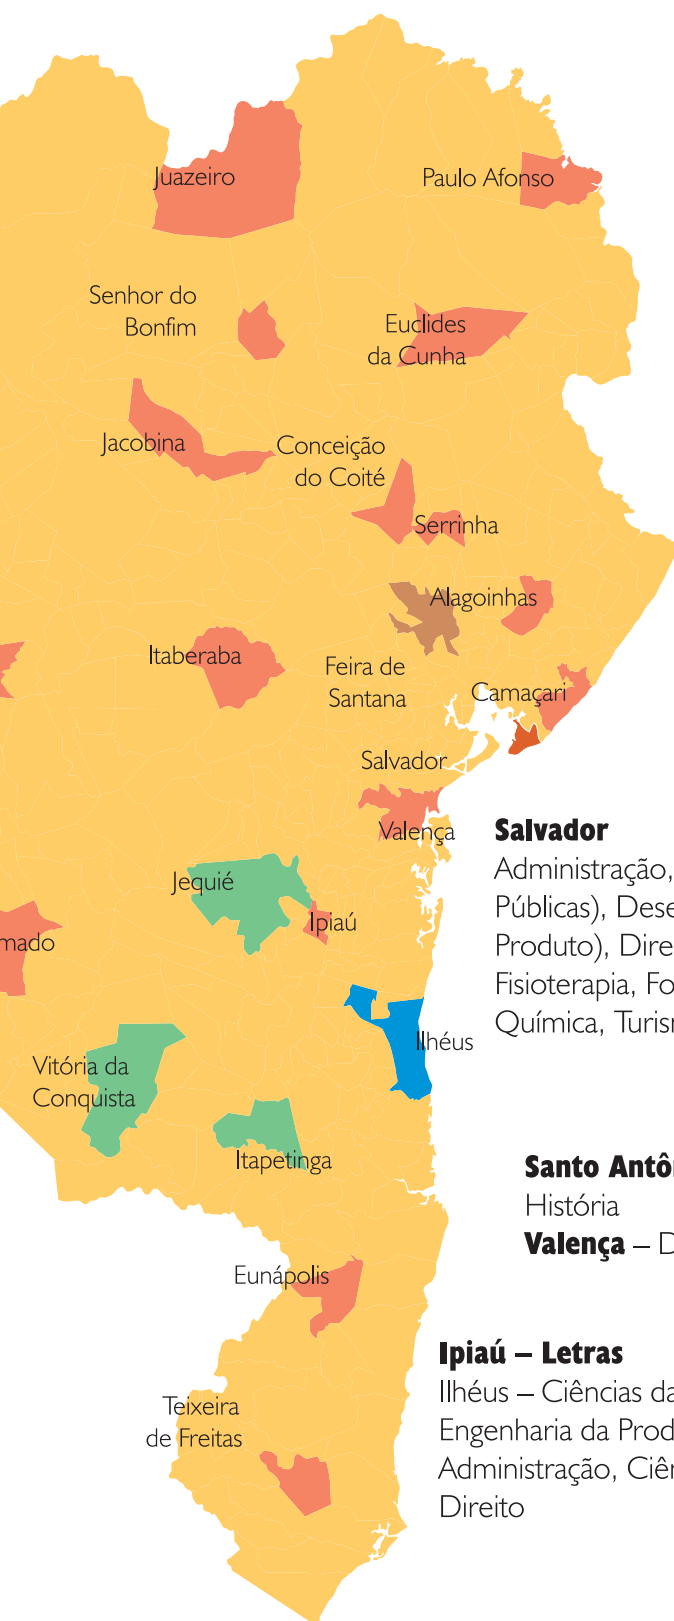 Juazeiro
Paulo Afonso
Senhor do
Bonfim
Euclides
da Cunha
Jacobina
Conceição
do Coité
Serrinha
Alagoinhas
Itaberaba
Feira de
Santana
Camaçari
Salvador
Valença
Salvador
Administração,
Públicas), Dese
Produto), Dire
Fisioterapia, Fo
Química, Turis
Jequié
Ipiaú
mado
Ilhéus
Vitória da
Conquista
Itapetinga
Santo Antô
História
Valença – D
Eunápolis
Ipiaú – Letras
Ilhéus – Ciências da
Engenharia da Prod
Administração, Ciên
Direito
Teixeira
de Freitas